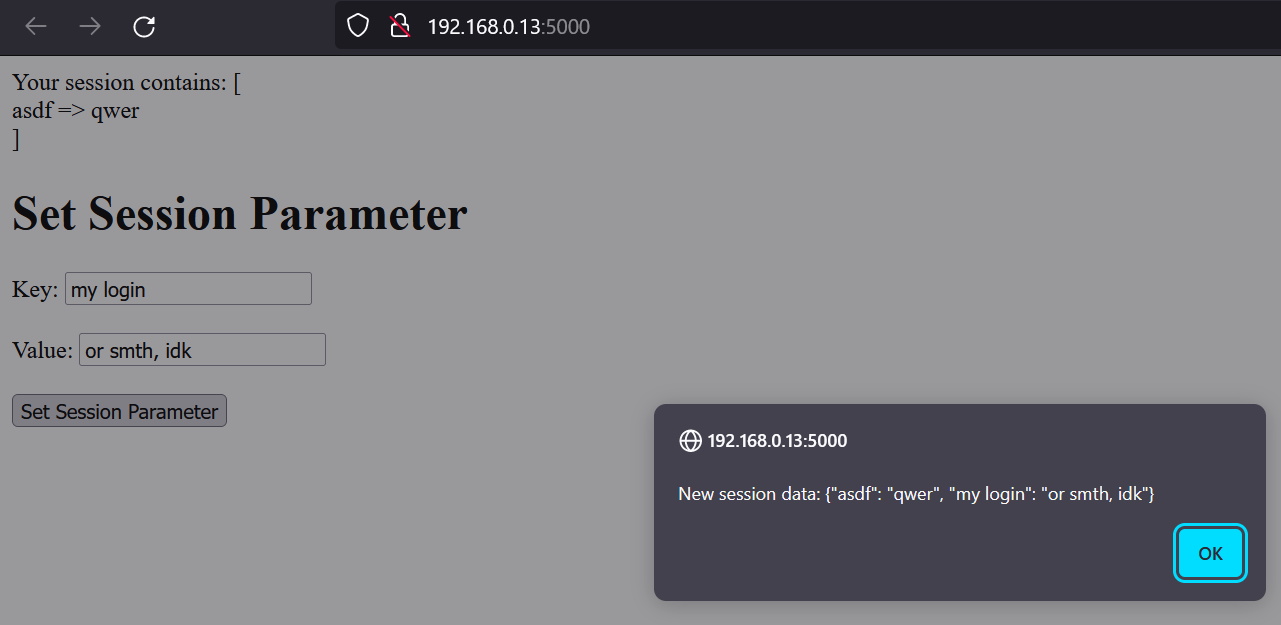 192.168.0.13:5000
Your session contains: [
asdf => qwer
]
Set Session Parameter
Key: my login
Value: or smth, idk
Set Session Parameter
192.168.0.13:5000
New session data: {"asdf": "qwer", "my login": "or smth, idk"}
OK